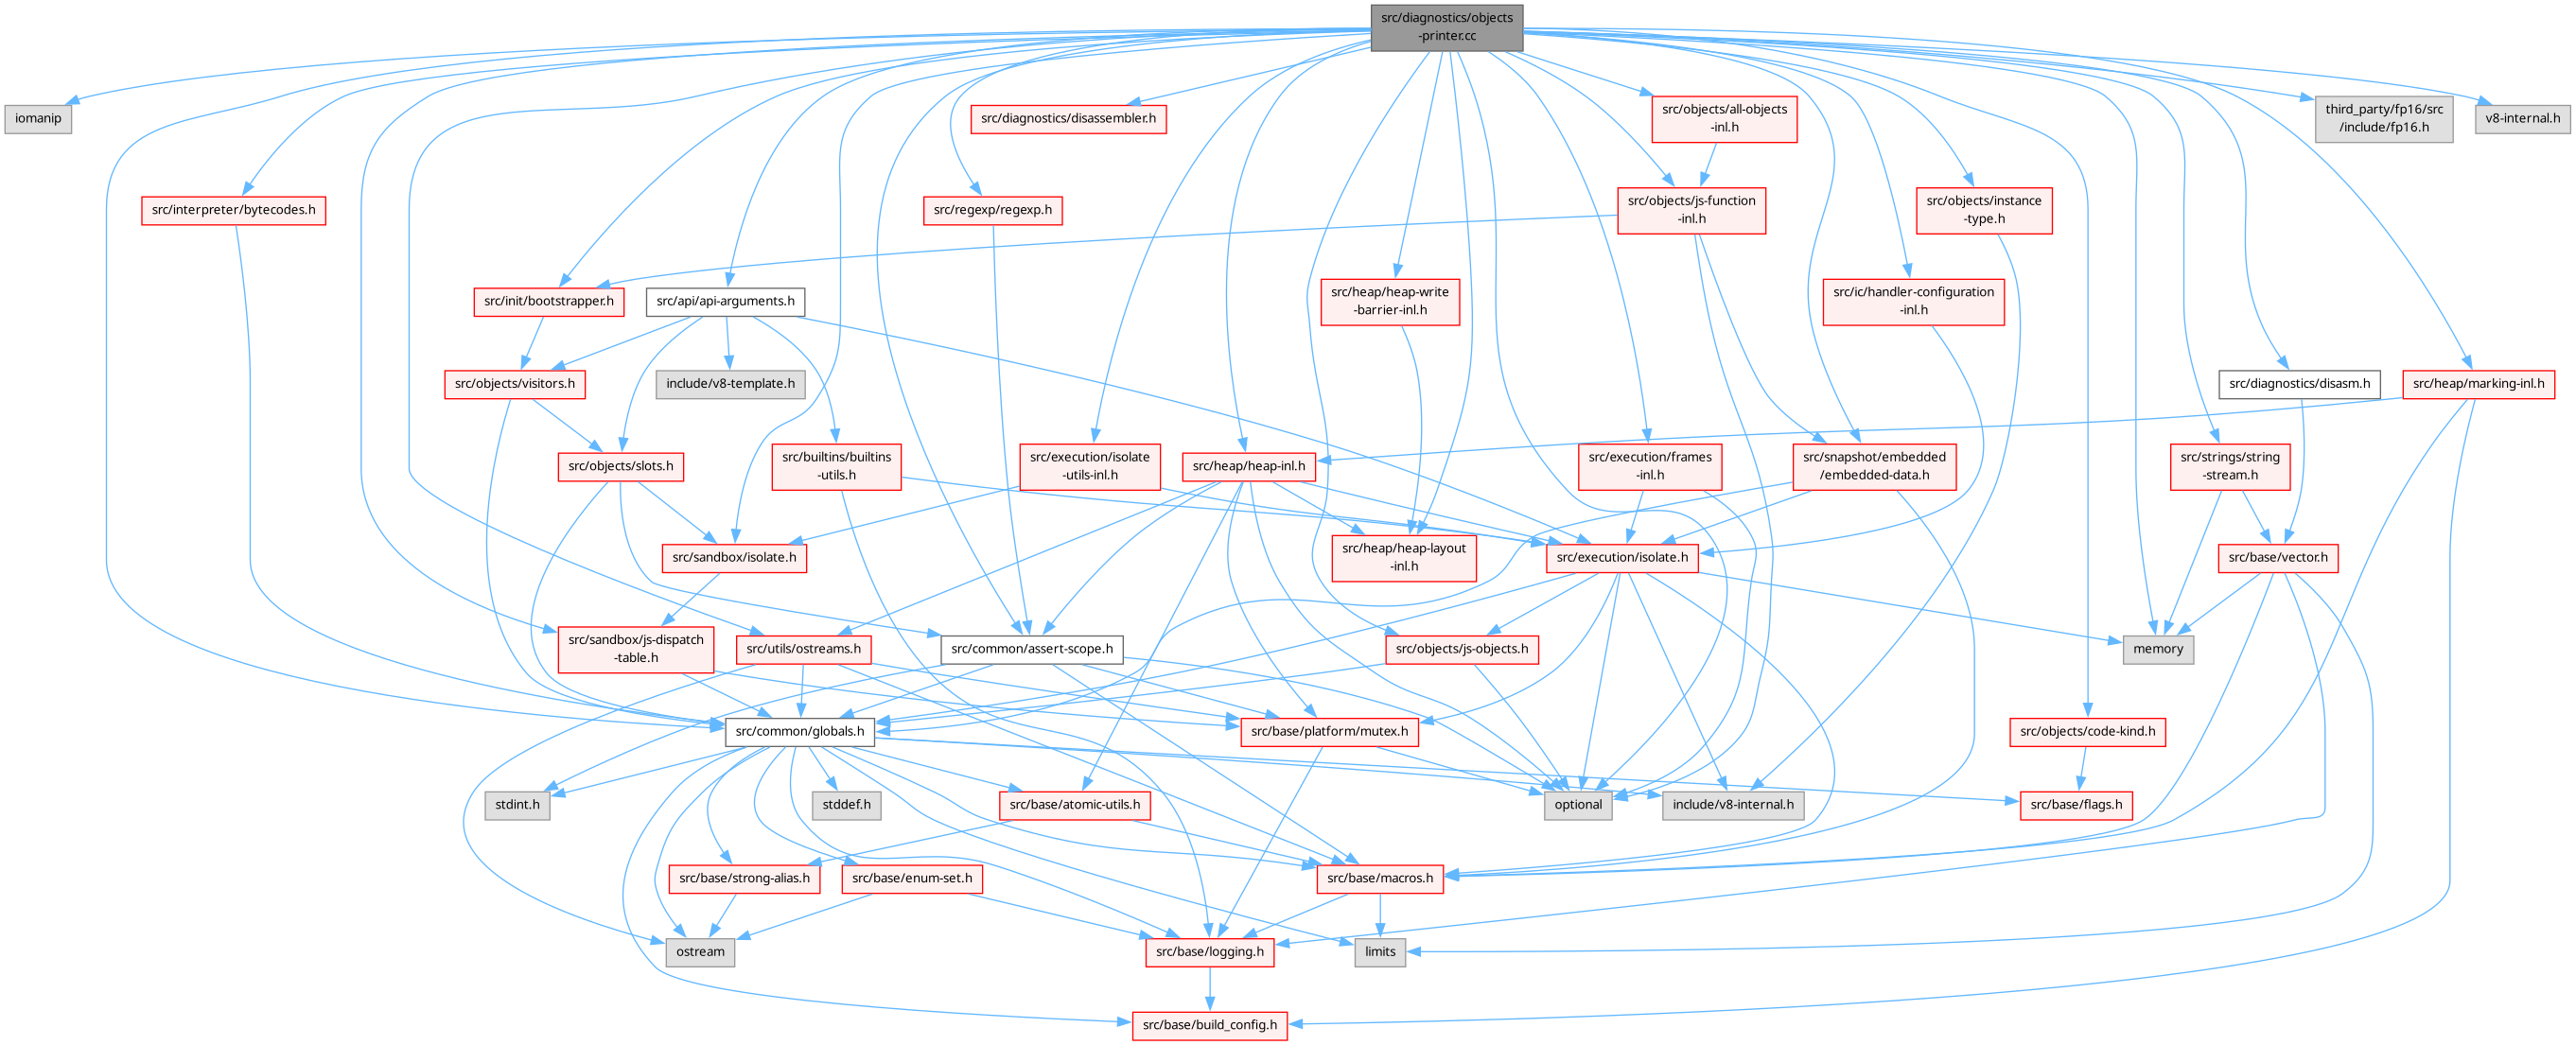 src/diagnostics/objects
-printer.cc
iomanip
src/diagnostics/disassembler.h
src/objects/all-objects
-inl.h
third_party/fp16/src
/include/fp16.h
v8-internal.h
src/interpreter/bytecodes.h
src/regexp/regexp.h
src/objects/js-function
-inl.h
src/objects/instance
-type.h
src/init/bootstrapper.h
src/api/api-arguments.h
src/heap/heap-write
-barrier-inl.h
src/ic/handler-configuration
-inl.h
src/objects/visitors.h
include/v8-template.h
src/diagnostics/disasm.h
src/heap/marking-inl.h
src/objects/slots.h
src/builtins/builtins
-utils.h
src/execution/isolate
-utils-inl.h
src/heap/heap-inl.h
src/execution/frames
-inl.h
src/snapshot/embedded
/embedded-data.h
src/strings/string
-stream.h
src/sandbox/isolate.h
src/heap/heap-layout
-inl.h
src/execution/isolate.h
src/base/vector.h
src/sandbox/js-dispatch
-table.h
src/utils/ostreams.h
src/common/assert-scope.h
src/objects/js-objects.h
memory
src/common/globals.h
src/base/platform/mutex.h
src/objects/code-kind.h
stdint.h
stddef.h
src/base/atomic-utils.h
optional
include/v8-internal.h
src/base/flags.h
src/base/strong-alias.h
src/base/enum-set.h
src/base/macros.h
ostream
src/base/logging.h
limits
src/base/build_config.h